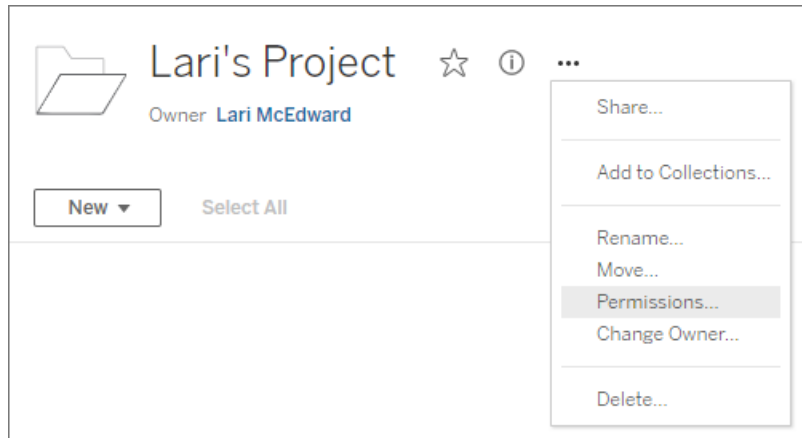 Lari's Project
Owner Lari McEdward
New
Select All
Share...
Add to Collections...
Rename...
Move...
Permissions...
Change Owner...
Delete...